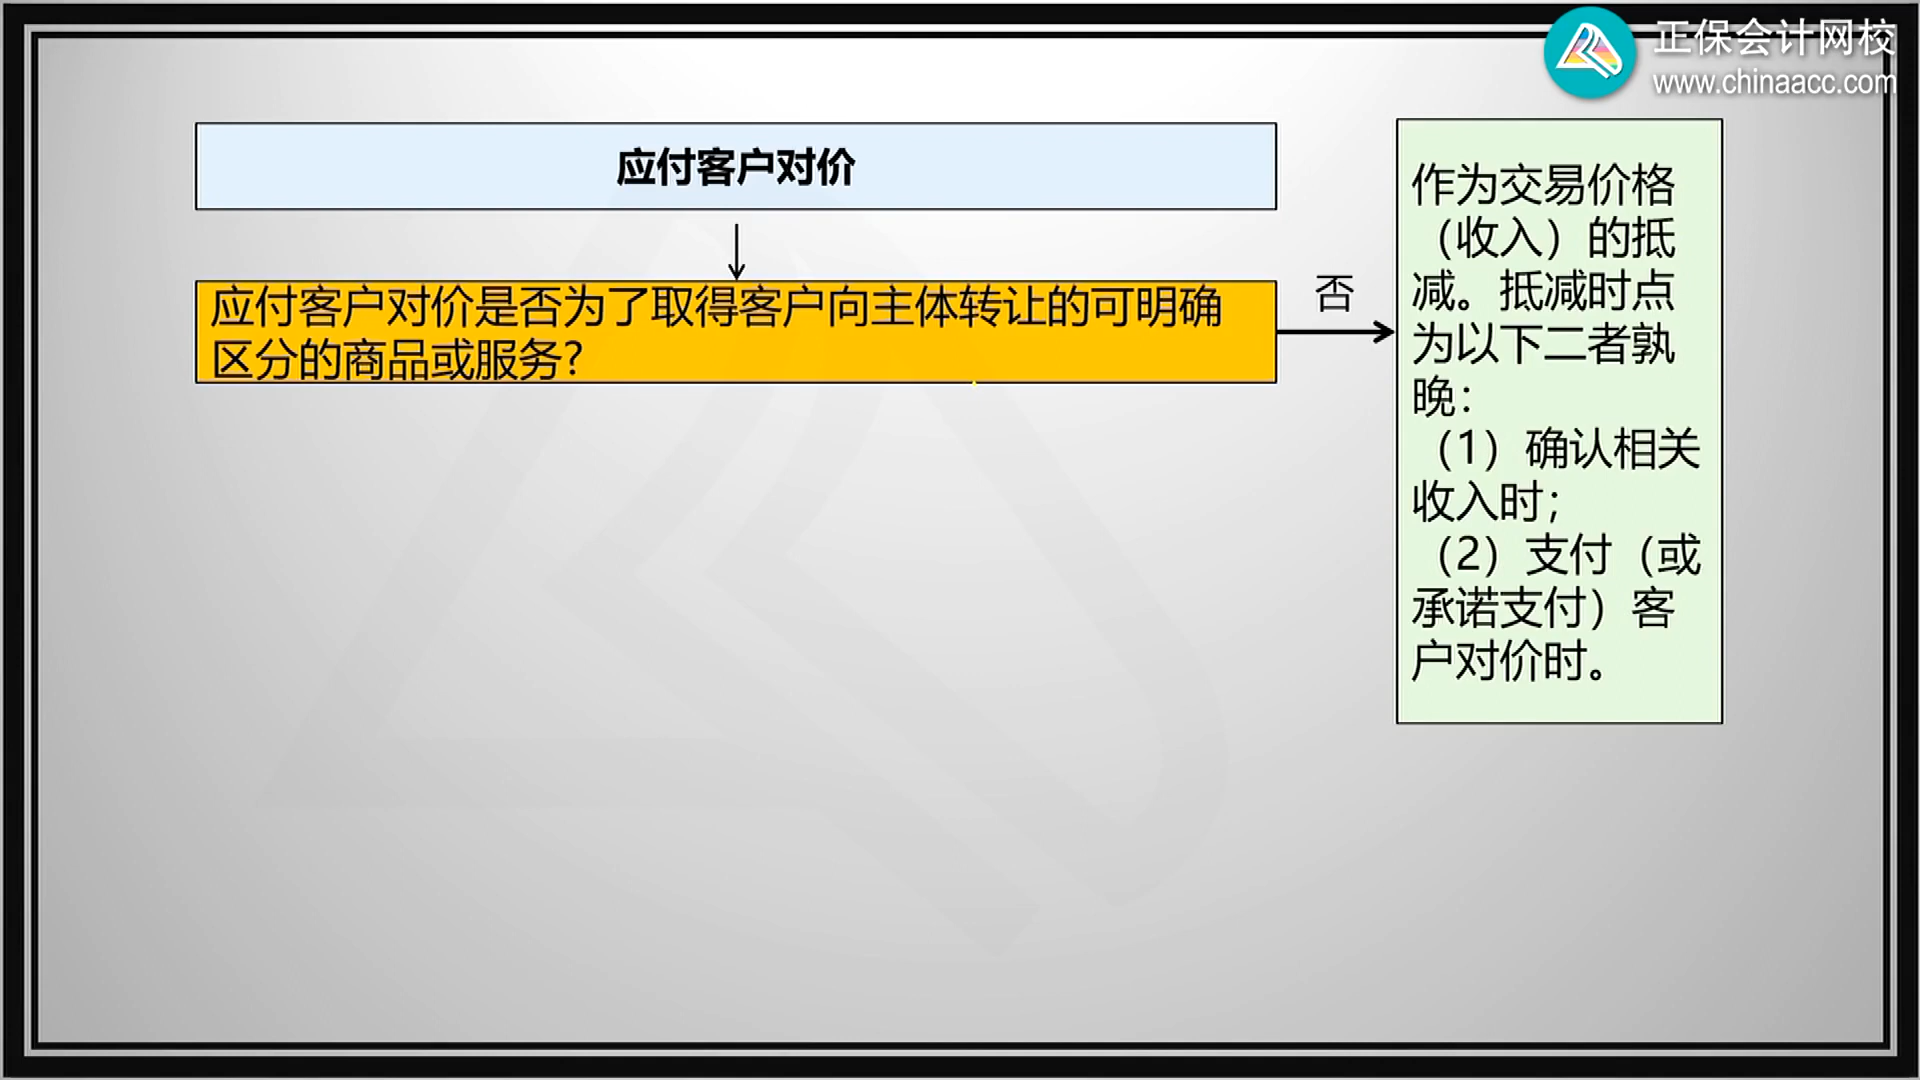 正保会计网校
www.chinaacc.com
应付客户对价
应付客户对价是否为了取得客户向主体转让的可明确
区分的商品或服务?
否
作为交易价格
（收入）的抵
减。抵减时点
为以下二者孰
晚：
（1）确认相关
收入时；
（2）支付（或
承诺支付）客
户对价时。